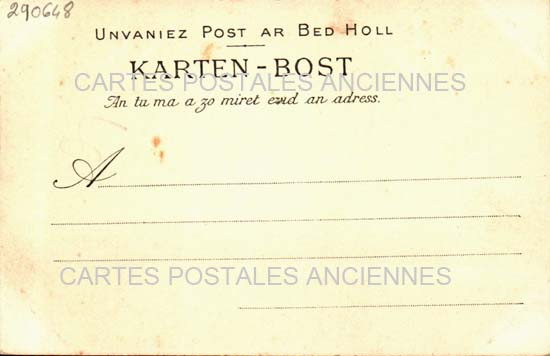 290648
UNVANIEZ POST AR BED HOLL
KARTEN-BOST
CARTES POSTALES ANCIENNES
An tu ma a zo miret evid an adress.
A
CARTES POSTALES ANCIENNES